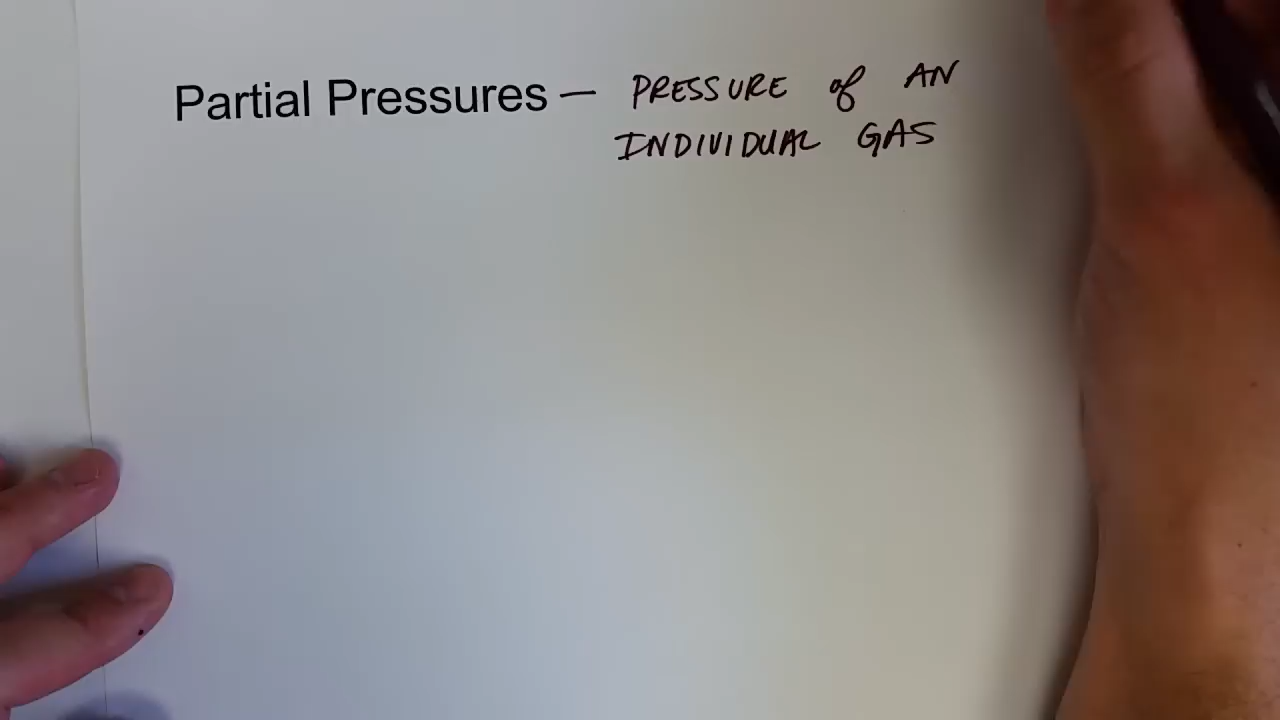 Partial Pressures — PRESSURE of AN
INDIVIDUAL GAS